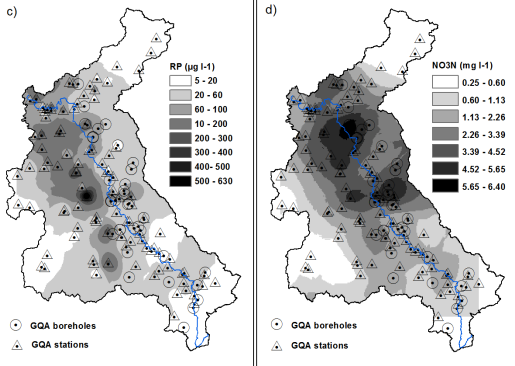 c)
RP (µg l-1)
5 - 20
20 - 60
60 - 100
10 - 200
200 - 300
300 - 400
400- 500
500 - 630
GQA boreholes
GQA stations
d)
NO3N (mg l-1)
0.25 - 0.60
0.60 - 1.13
1.13 - 2.26
2.26 - 3.39
3.39 - 4.52
4.52 - 5.65
5.65 - 6.40
GQA boreholes
GQA stations